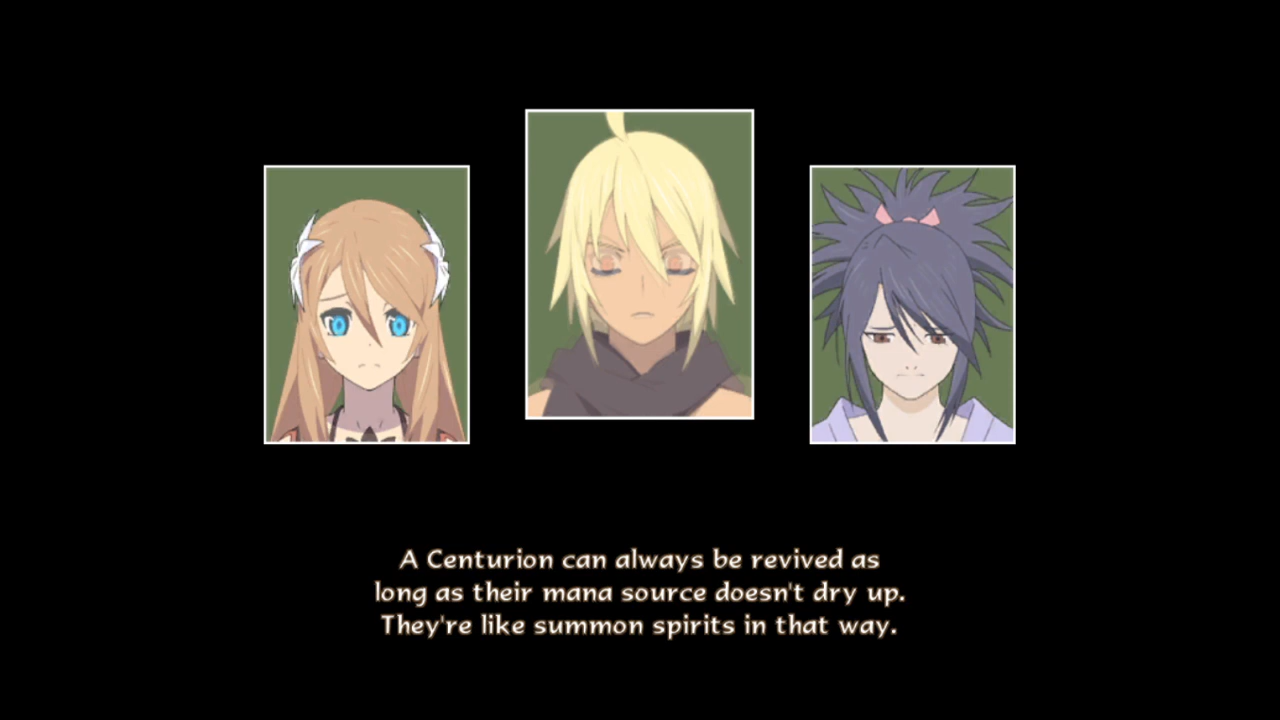 A Centurion can always be revived as
long as their mana source doesn't dry up.
They're like summon spirits in that way.